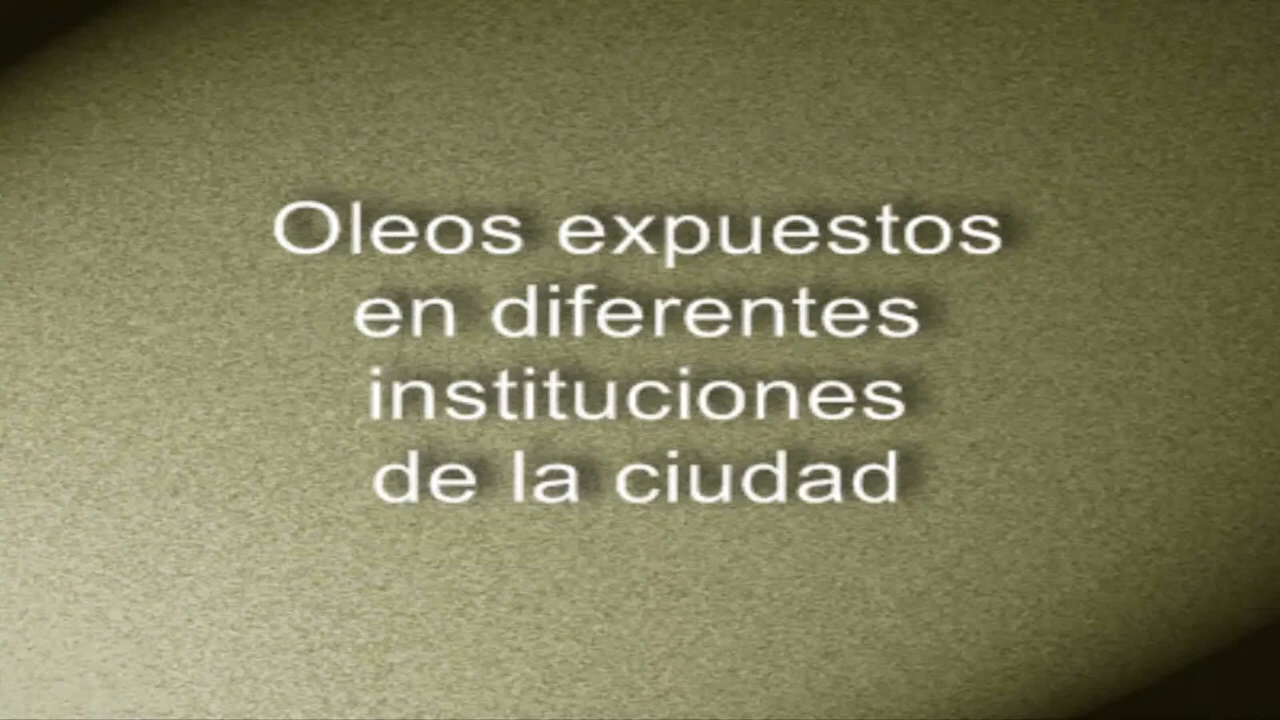 Oleos expuestos
en diferentes
instituciones
de la ciudad